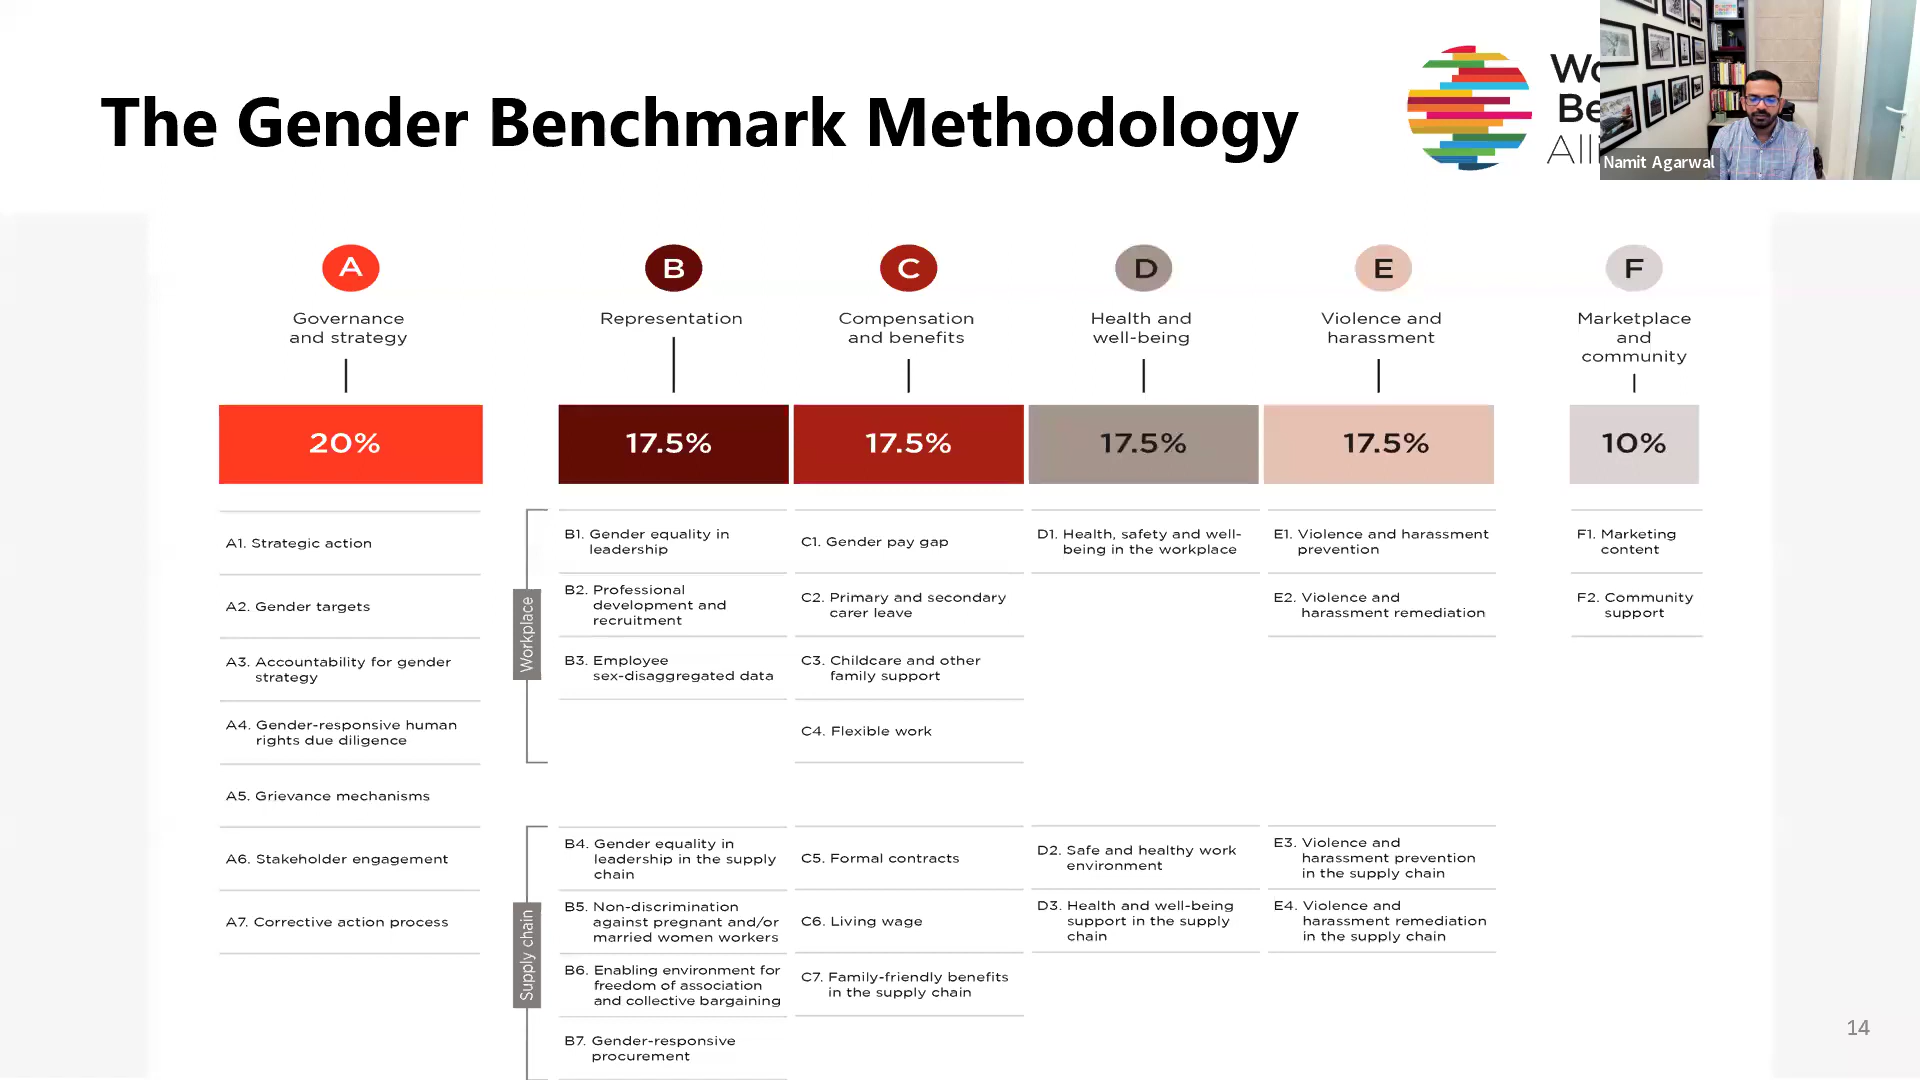 The Gender Benchmark Methodology
Wo
Be
Alli
Namit Agarwal
A
Governance
and strategy
20%
A1. Strategic action
A2. Gender targets
A3. Accountability for gender
strategy
A4. Gender-responsive human
rights due diligence
A5. Grievance mechanisms
A6. Stakeholder engagement
A7. Corrective action process
Workplace
Supply chain
B
Representation
17.5%
B1. Gender equality in
leadership
B2. Professional
development and
recruitment
B3. Employee
sex-disaggregated data
B4. Gender equality in
leadership in the supply
chain
B5. Non-discrimination
against pregnant and/or
married women workers
B6. Enabling environment for
freedom of association
and collective bargaining
B7. Gender-responsive
procurement
C
Compensation
and benefits
17.5%
C1. Gender pay gap
C2. Primary and secondary
carer leave
C3. Childcare and other
family support
C4. Flexible work
C5. Formal contracts
C6. Living wage
C7. Family-friendly benefits
in the supply chain
D
Health and
well-being
17.5%
D1. Health, safety and well-
being in the workplace
D2. Safe and healthy work
environment
D3. Health and well-being
support in the supply
chain
E
Violence and
harassment
17.5%
E1. Violence and harassment
prevention
E2. Violence and
harassment remediation
E3. Violence and
harassment prevention
in the supply chain
E4. Violence and
harassment remediation
in the supply chain
F
Marketplace
and
community
10%
F1. Marketing
content
F2. Community
support
14